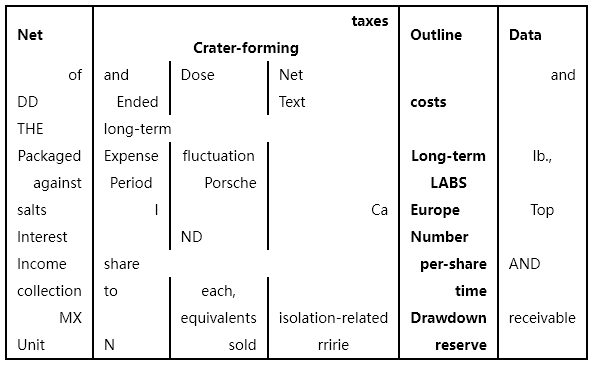 Net taxes Outline Data
Crater-forming
of and Dose Net and
DD Ended Text costs
THE long-term
Packaged Expense fluctuation Long-term lb.,
against Period Porsche LABS
salts I Ca Europe Top
Interest ND Number
Income share per-share AND
collection to each, time
MX equivalents isolation-related Drawdown receivable
Unit N sold rririe reserve